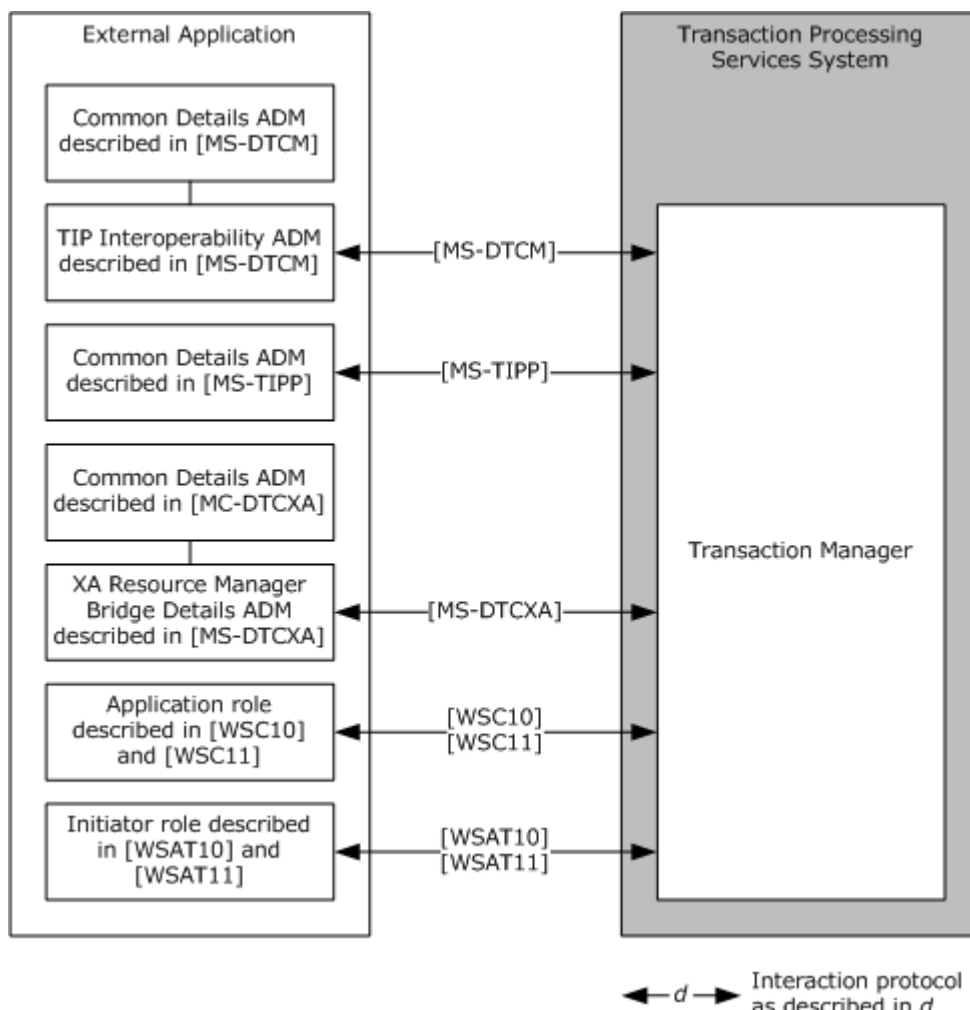 External Application
Common Details ADM
described in [MS-DTCM]
TIP Interoperability ADM
described in [MS-DTCM]
Common Details ADM
described in [MS-TIPP]
Common Details ADM
described in [MC-DTCXA]
XA Resource Manager
Bridge Details ADM
described in [MS-DTCXA]
Application role
described in [WSC10]
and [WSC11]
Initiator role described
in [WSAT10] and
[WSAT11]
[MS-DTCM]
[MS-TIPP]
[MS-DTCXA]
[WSC10]
[WSC11]
[WSAT10]
[WSAT11]
Transaction Processing
Services System
Transaction Manager
d
Interaction protocol
as described in d